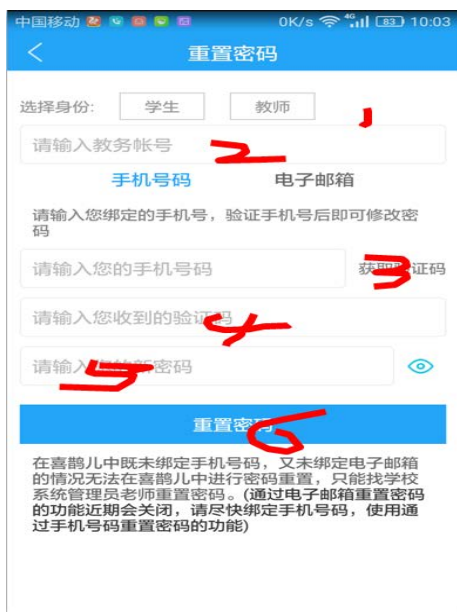 中国移动 0K/s 4G 83 10:03
重置密码
选择身份: 学生 教师
1
请输入教务帐号 2
手机号码 电子邮箱
请输入您绑定的手机号,验证手机号后即可修改密
码
请输入您的手机号码 获取验证码 3
请输入您收到的验证码 4
请输入您的新密码 5
重置密码 6
在喜鹊儿中既未绑定手机号码,又未绑定电子邮箱
的情况无法在喜鹊儿中进行密码重置,只能找学校
系统管理员老师重置密码。(通过电子邮箱重置密码
的功能近期会关闭,请尽快绑定手机号码,使用通
过手机号码重置密码的功能)